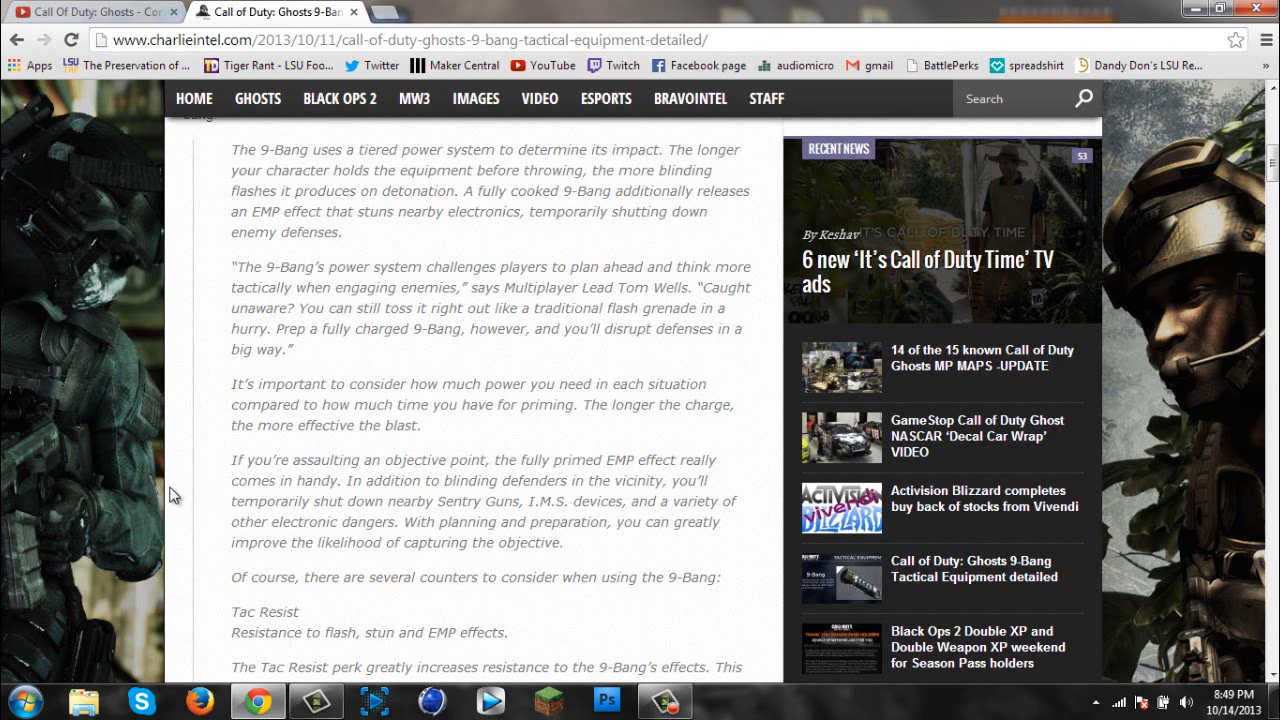 Call of Duty: Ghosts - Cor
Call of Duty: Ghosts 9-Ban
www.charlieintel.com/2013/10/11/call-of-duty-ghosts-9-bang-tactical-equipment-detailed/
Apps
The Preservation of ...
Tiger Rant - LSU Foo...
Maker Central
YouTube
Twitter
Twitch
Facebook page
audiomicro
gmail
BattlePerks
spreadshirt
Dandy Don's LSU Re...
»
HOME GHOSTS BLACK OPS 2 MW3 IMAGES VIDEO ESPORTS BRAVOINTEL STAFF
Search
The 9-Bang uses a tiered power system to determine its impact. The longer
your character holds the equipment before throwing, the more blinding
flashes it produces on detonation. A fully cooked 9-Bang additionally releases
an EMP effect that stuns nearby electronics, temporarily shutting down
enemy defenses.
“The 9-Bang’s power system challenges players to plan ahead and think more
tactically when engaging enemies,” says Multiplayer Lead Tom Wells. “Caught
unaware? You can still toss it right out like a traditional flash grenade in a
hurry. Prep a fully charged 9-Bang, however, and you’ll disrupt defenses in a
big way.”
It’s important to consider how much power you need in each situation
compared to how much time you have for priming. The longer the charge,
the more effective the blast.
If you’re assaulting an objective point, the fully primed EMP effect really
comes in handy. In addition to blinding defenders in the vicinity, you’ll
temporarily shut down nearby Sentry Guns, I.M.S. devices, and a variety of
other electronic dangers. With planning and preparation, you can greatly
improve the likelihood of capturing the objective.
Of course, there are several counters to consider when using the 9-Bang:
Tac Resist
Resistance to flash, stun and EMP effects.
The Tac Resist perk greatly increases resistance to the 9-Bang’s effects. This
RECENT NEWS
53
IT'S CALL OF DUTY TIME
By Keshav
6 new ‘It’s Call of Duty Time’ TV
ads
14 of the 15 known Call of Duty
Ghosts MP MAPS -UPDATE
GameStop Call of Duty Ghost
NASCAR ‘Decal Car Wrap’
VIDEO
ACTIVISION
vivendi
BLIZZARD
Activision Blizzard completes
buy back of stocks from Vivendi
9-Bang
Call of Duty: Ghosts 9-Bang
Tactical Equipment detailed
Black Ops 2 Double XP and
Double Weapon XP weekend
for Season Pass holders
8:49 PM
10/14/2013